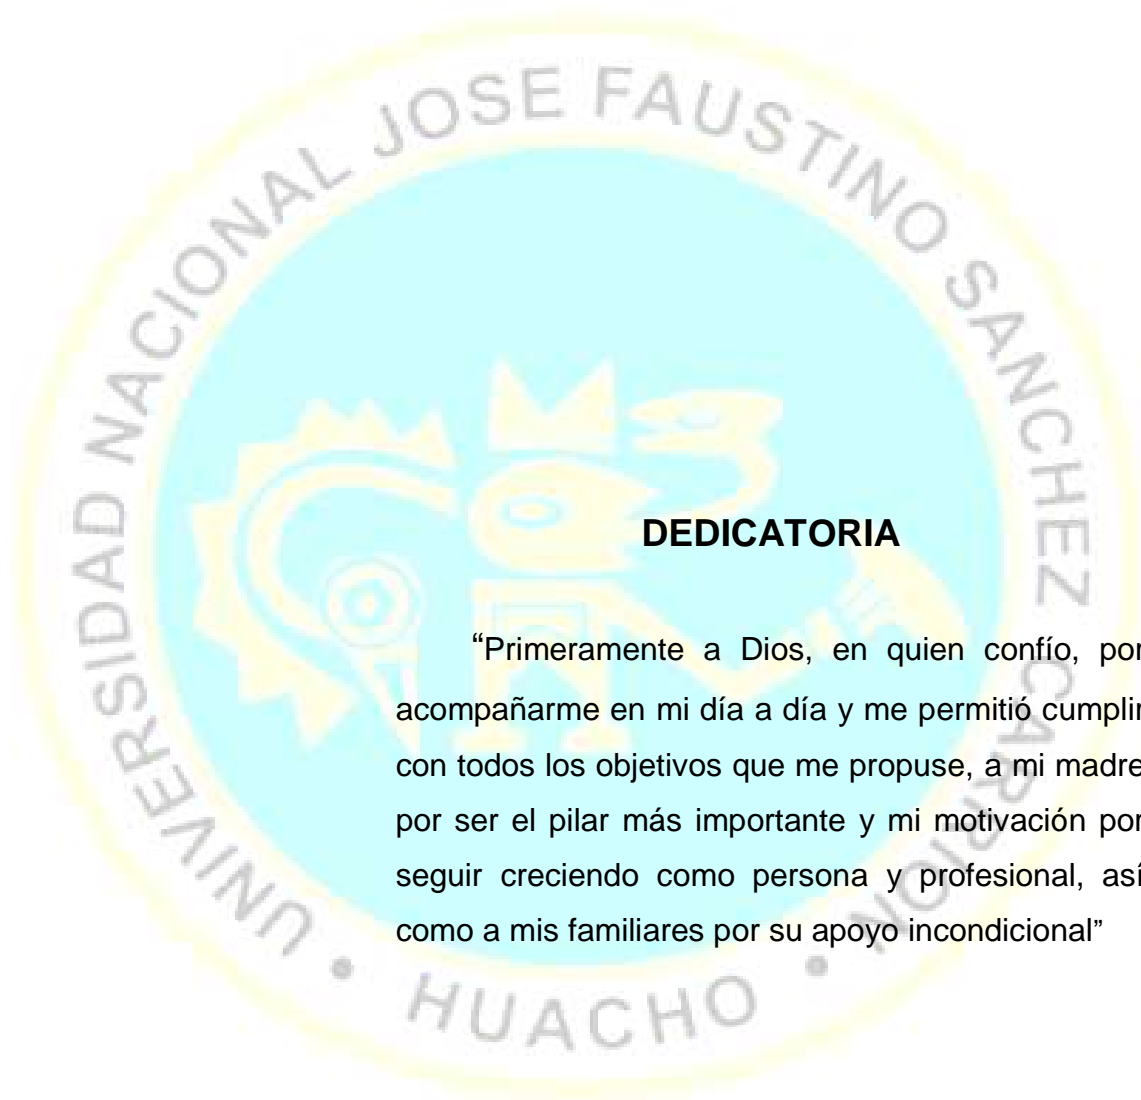 UNIVERSIDAD NACIONAL JOSE FAUSTINO SANCHEZ CARRION
• HUACHO •
DEDICATORIA
“Primeramente a Dios, en quien confío, por
acompañarme en mi día a día y me permitió cumplir
con todos los objetivos que me propuse, a mi madre
por ser el pilar más importante y mi motivación por
seguir creciendo como persona y profesional, así
como a mis familiares por su apoyo incondicional”